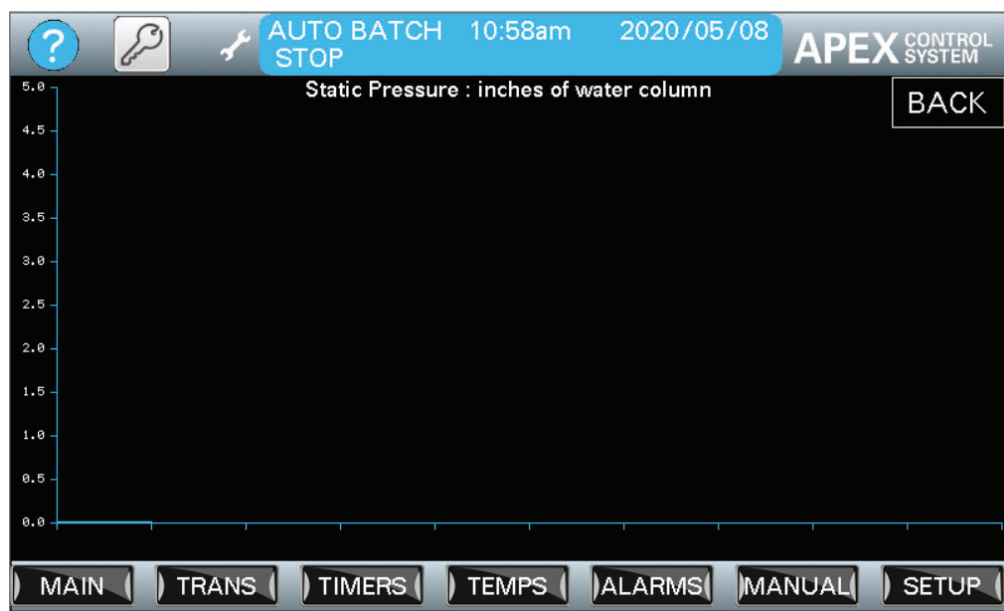 ?
AUTO BATCH 10:58am 2020/05/08
STOP
APEX CONTROL SYSTEM
Static Pressure : inches of water column
BACK
5.0
4.5
4.0
3.5
3.0
2.5
2.0
1.5
1.0
0.5
0.0
MAIN TRANS TIMERS TEMPS ALARMS MANUAL SETUP